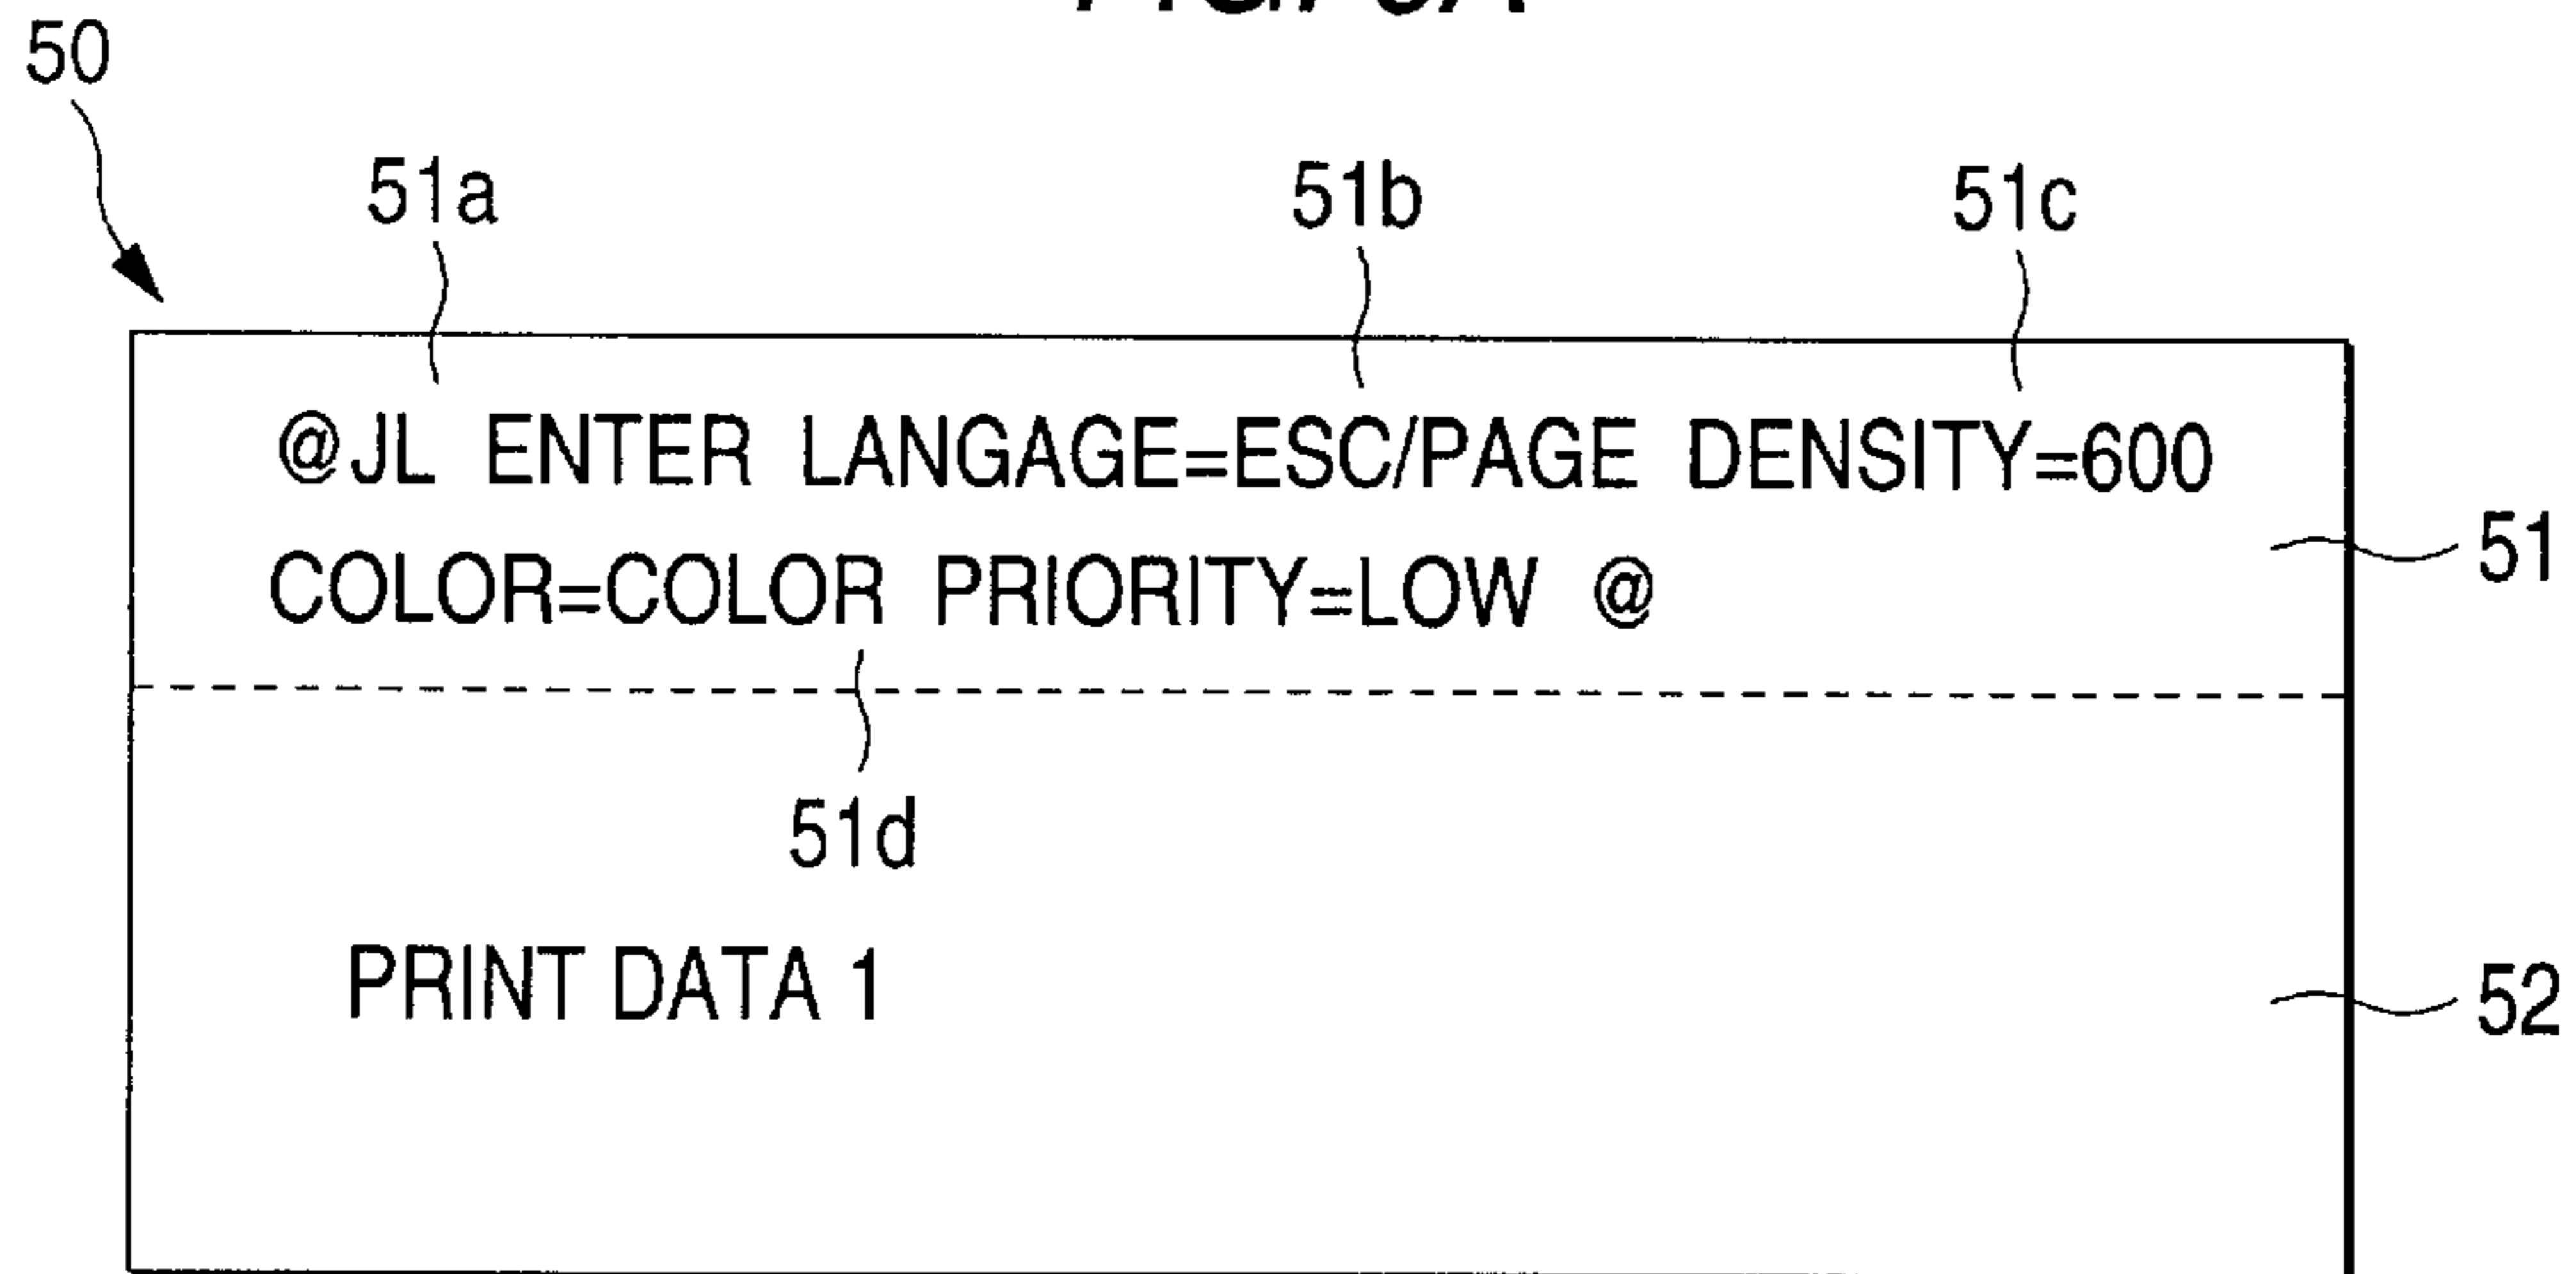 50
51a 51b 51c
@JL ENTER LANGAGE=ESC/PAGE DENSITY=600
51
COLOR=COLOR PRIORITY=LOW @
51d
PRINT DATA 1
52